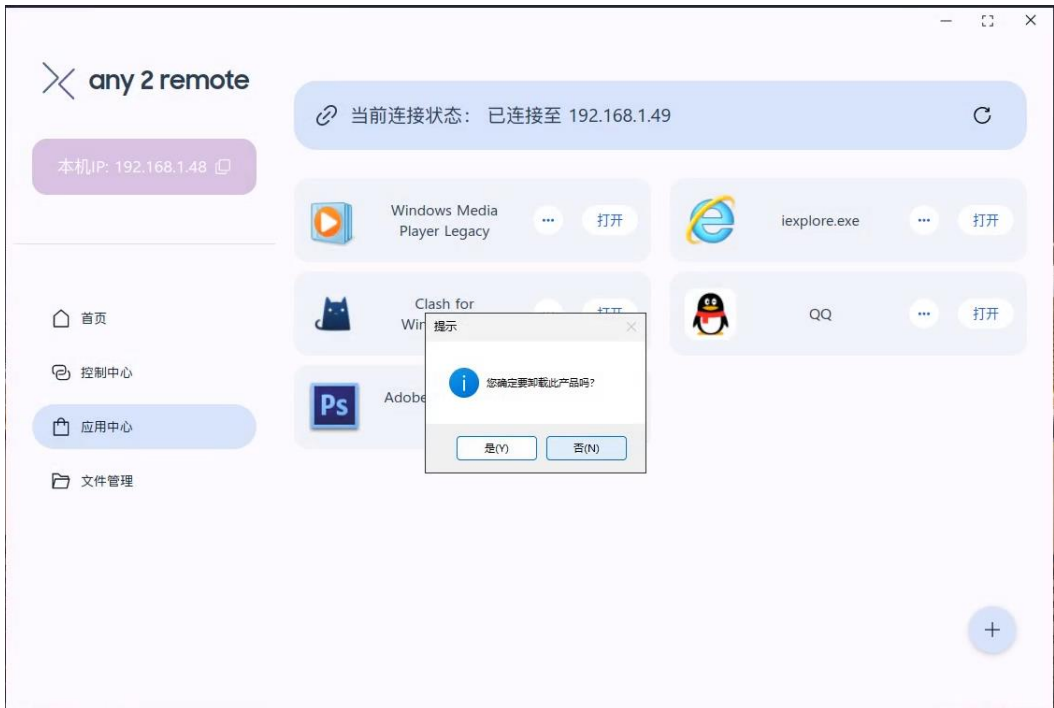 any 2 remote
当前连接状态： 已连接至 192.168.1.49
本机IP: 192.168.1.48
Windows Media
Player Legacy
打开
iexplore.exe
打开
Clash for
Win
打开
QQ
打开
首页
控制中心
应用中心
文件管理
Ps
Adobe
提示
您确定要卸载此产品吗?
是(Y)
否(N)